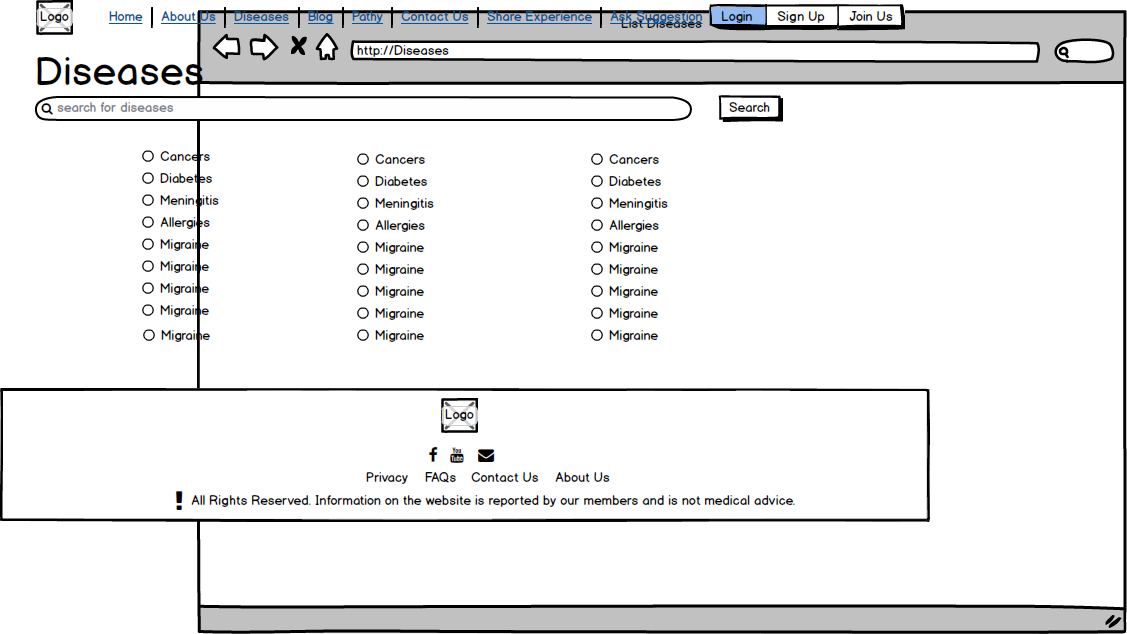 Logo Home About Us Diseases Blog Pathy Contact Us Share Experience Ask Suggestion Login Sign Up Join Us
List Diseases
http://Diseases
Diseases
search for diseases Search
Cancers Cancers Cancers
Diabetes Diabetes Diabetes
Meningitis Meningitis Meningitis
Allergies Allergies Allergies
Migraine Migraine Migraine
Migraine Migraine Migraine
Migraine Migraine Migraine
Migraine Migraine Migraine
Migraine Migraine Migraine
Logo
You Tube
Privacy FAQs Contact Us About Us
! All Rights Reserved. Information on the website is reported by our members and is not medical advice.